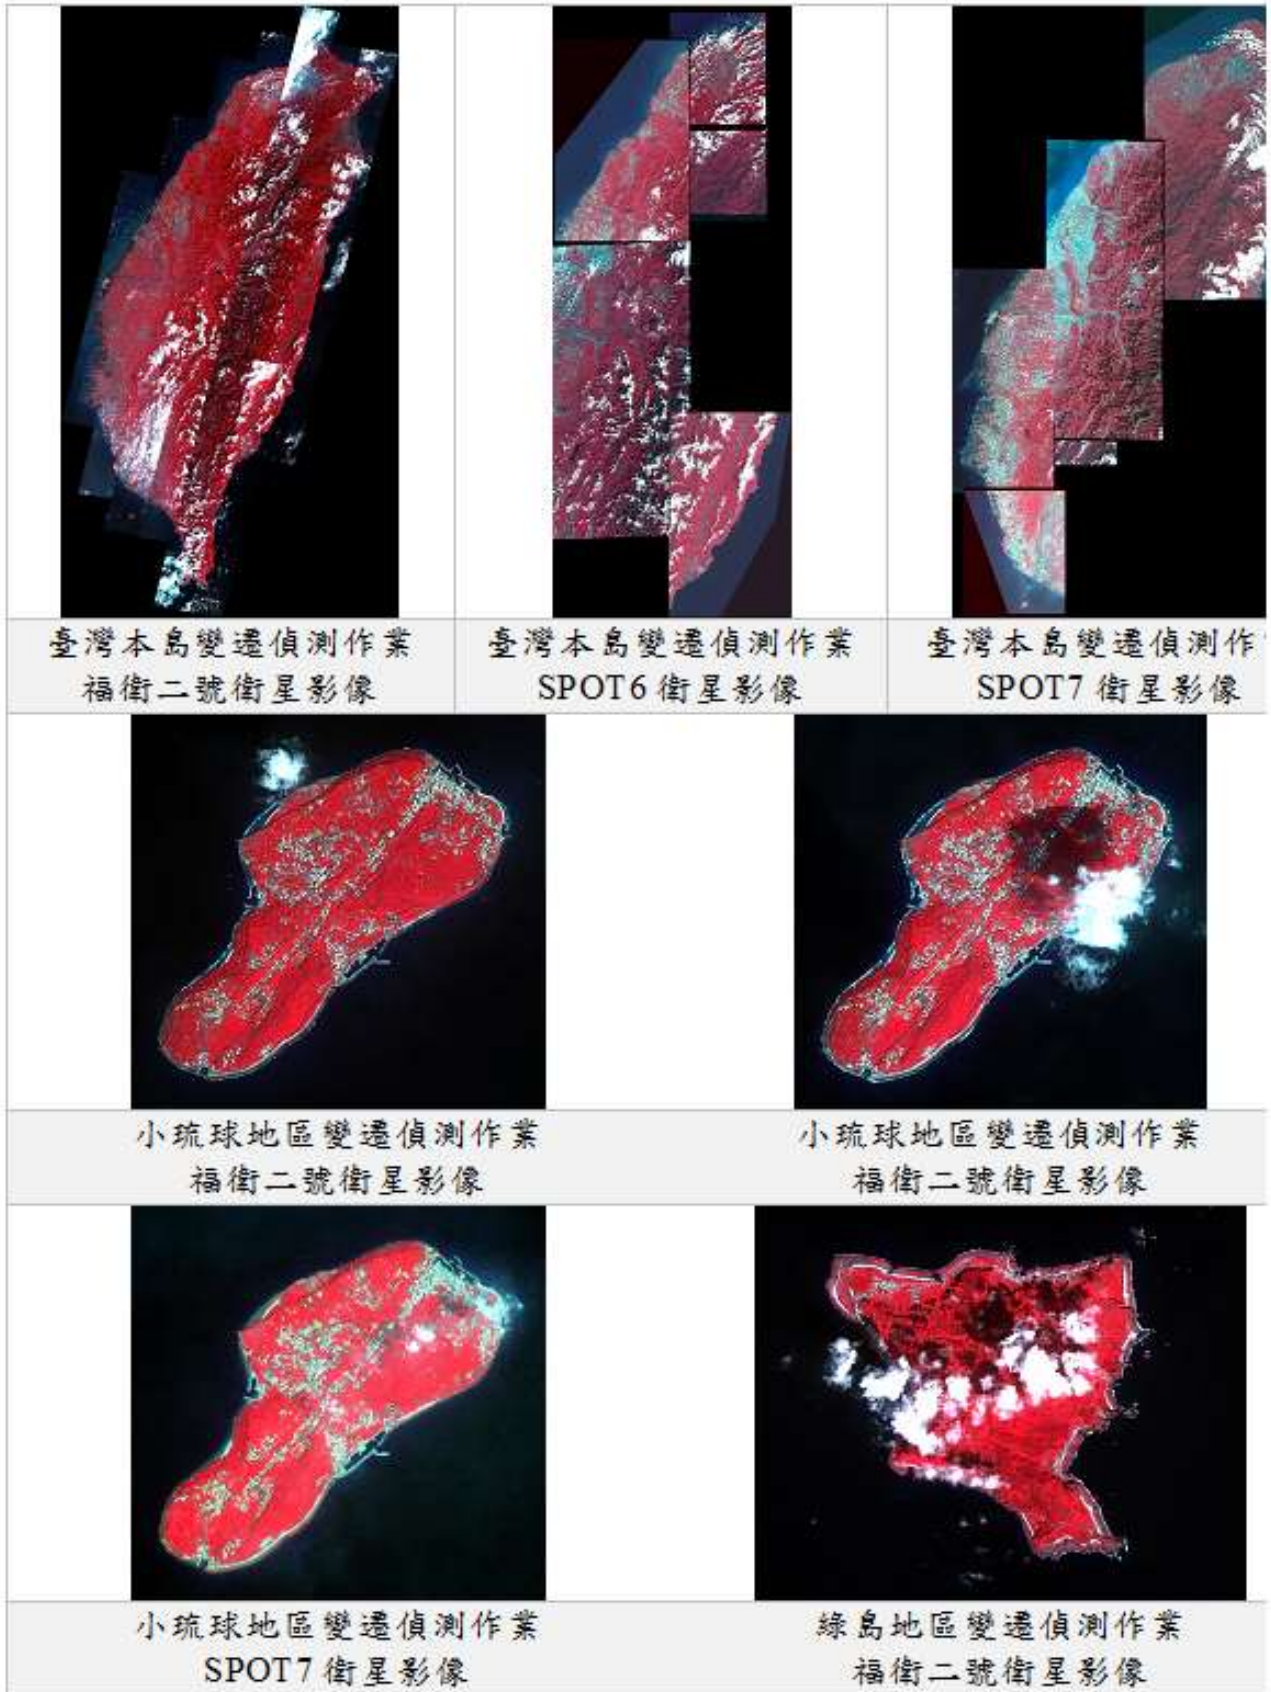 臺灣本島變遷偵測作業
福衛二號衛星影像
臺灣本島變遷偵測作業
SPOT6 衛星影像
臺灣本島變遷偵測作
SPOT7 衛星影像
小琉球地區變遷偵測作業
福衛二號衛星影像
小琉球地區變遷偵測作業
福衛二號衛星影像
小琉球地區變遷偵測作業
SPOT7 衛星影像
綠島地區變遷偵測作業
福衛二號衛星影像